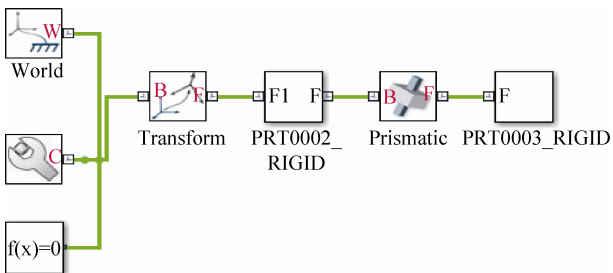 W
World
C
f(x)=0
B F
Transform
F1 F
PRT0002_
RIGID
B F
Prismatic
F
PRT0003_RIGID